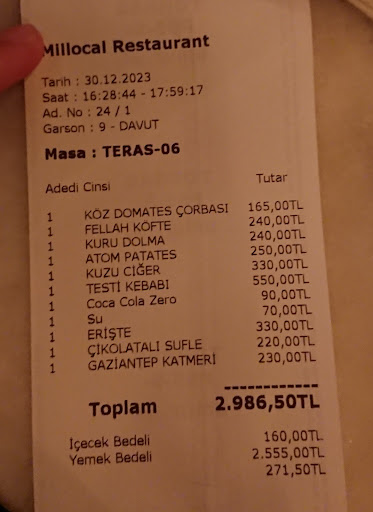 Millocal Restaurant
Tarih : 30.12.2023
Saat : 16:28:44 - 17:59:17
Ad. No : 24 / 1
Garson : 9 - DAVUT
Masa : TERAS-06
Adedi Cinsi Tutar
1 KÖZ DOMATES ÇORBASI 165,00TL
1 FELLAH KÖFTE 240,00TL
1 KURU DOLMA 240,00TL
1 ATOM PATATES 250,00TL
1 KUZU CİĞER 330,00TL
1 TESTİ KEBABI 550,00TL
1 Coca Cola Zero 90,00TL
1 Su 70,00TL
1 ERİŞTE 330,00TL
1 ÇİKOLATALI SUFLE 220,00TL
1 GAZİANTEP KATMERİ 230,00TL
------------
Toplam 2.986,50TL
Içecek Bedeli 160,00TL
Yemek Bedeli 2.555,00TL
271,50TL